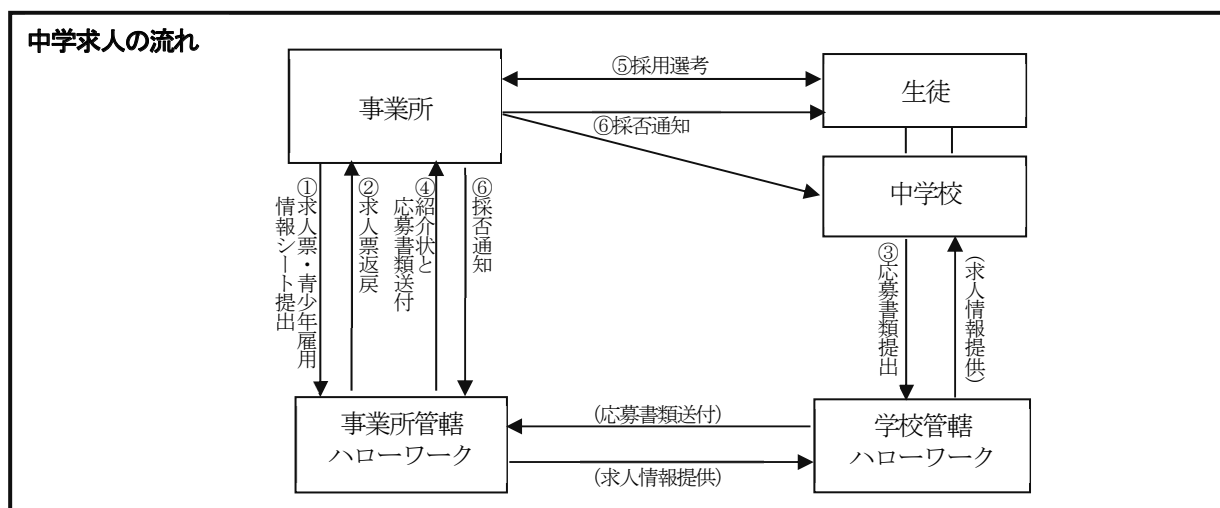 中学求人の流れ
事業所
⑤採用選考
生徒
⑥採否通知
中学校
①求人票・青少年雇用
情報シート提出
②求人票返戻
④紹介状と
応募書類送付
⑥採否通知
③応募書類提出
(求人情報提供)
事業所管轄
ハローワーク
(応募書類送付)
(求人情報提供)
学校管轄
ハローワーク